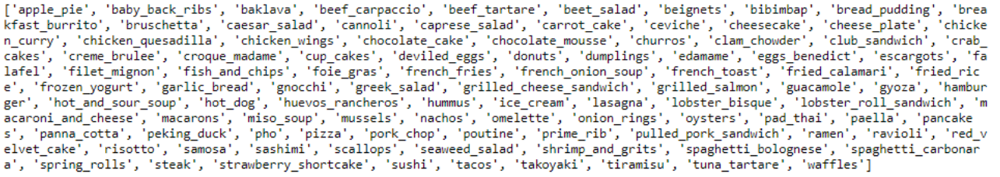 ['apple_pie', 'baby_back_ribs', 'baklava', 'beef_carpaccio', 'beef_tartare', 'beet_salad', 'beignets', 'bibimbap', 'bread_pudding', 'brea
kfast_burrito', 'bruschetta', 'caesar_salad', 'cannoli', 'caprese_salad', 'carrot_cake', 'ceviche', 'cheesecake', 'cheese_plate', 'chicke
n_curry', 'chicken_quesadilla', 'chicken_wings', 'chocolate_cake', 'chocolate_mousse', 'churros', 'clam_chowder', 'club_sandwich', 'crab_
cakes', 'creme_brulee', 'croque_madame', 'cup_cakes', 'deviled_eggs', 'donuts', 'dumplings', 'edamame', 'eggs_benedict', 'escargots', 'fa
lafel', 'filet_mignon', 'fish_and_chips', 'foie_gras', 'french_fries', 'french_onion_soup', 'french_toast', 'fried_calamari', 'fried_ric
e', 'frozen_yogurt', 'garlic_bread', 'gnocchi', 'greek_salad', 'grilled_cheese_sandwich', 'grilled_salmon', 'guacamole', 'gyoza', 'hambur
ger', 'hot_and_sour_soup', 'hot_dog', 'huevos_rancheros', 'hummus', 'ice_cream', 'lasagna', 'lobster_bisque', 'lobster_roll_sandwich', 'm
acaroni_and_cheese', 'macarons', 'miso_soup', 'mussels', 'nachos', 'omelette', 'onion_rings', 'oysters', 'pad_thai', 'paella', 'pancake
s', 'panna_cotta', 'peking_duck', 'pho', 'pizza', 'pork_chop', 'poutine', 'prime_rib', 'pulled_pork_sandwich', 'ramen', 'ravioli', 'red_v
elvet_cake', 'risotto', 'samosa', 'sashimi', 'scallops', 'seaweed_salad', 'shrimp_and_grits', 'spaghetti_bolognese', 'spaghetti_carbonar
a', 'spring_rolls', 'steak', 'strawberry_shortcake', 'sushi', 'tacos', 'takoyaki', 'tiramisu', 'tuna_tartare', 'waffles']